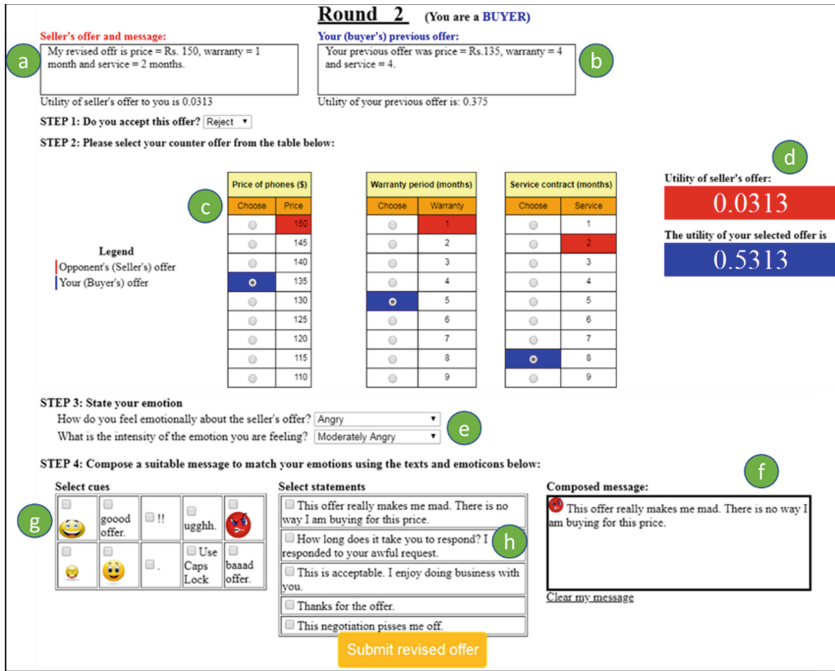 Round 2 (You are a BUYER)
Seller's offer and message:
Your (buyer's) previous offer:
a
My revised offr is price = Rs. 150, warranty = 1
month and service = 2 months.
Your previous offer was price = Rs.135, warranty = 4
and service = 4.
b
Utility of seller's offer to you is 0.0313
Utility of your previous offer is: 0.375
STEP 1: Do you accept this offer? Reject
STEP 2: Please select your counter offer from the table below:
d
c
Price of phones ($)
Warranty period (months)
Service contract (months)
Choose Price
Choose Warranty
Choose Service
150 1 1
145 2 2
140 3 3
135 4 4
130 5 5
125 6 6
120 7 7
115 8 8
110 9 9
Legend
Opponent's (Seller's) offer
Your (Buyer's) offer
Utility of seller's offer:
0.0313
The utility of your selected offer is
0.5313
STEP 3: State your emotion
How do you feel emotionally about the seller's offer? Angry
What is the intensity of the emotion you are feeling? Moderately Angry
e
STEP 4: Compose a suitable message to match your emotions using the texts and emoticons below:
f
g
Select cues
goood
offer.
!!
ugghh.
.
Use
Caps
Lock
baaad
offer.
Select statements
This offer really makes me mad. There is no
way I am buying for this price.
How long does it take you to respond? I
responded to your awful request.
h
This is acceptable. I enjoy doing business with
you.
Thanks for the offer.
This negotiation pisses me off.
Composed message:
This offer really makes me mad. There is no way I
am buying for this price.
Clear my message
Submit revised offer